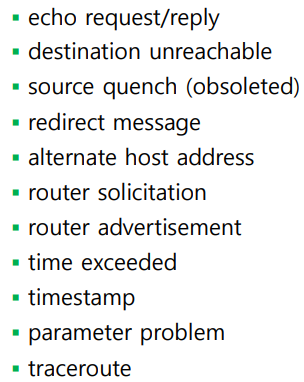 ▪ echo request/reply
▪ destination unreachable
▪ source quench (obsoleted)
▪ redirect message
▪ alternate host address
▪ router solicitation
▪ router advertisement
▪ time exceeded
▪ timestamp
▪ parameter problem
▪ traceroute